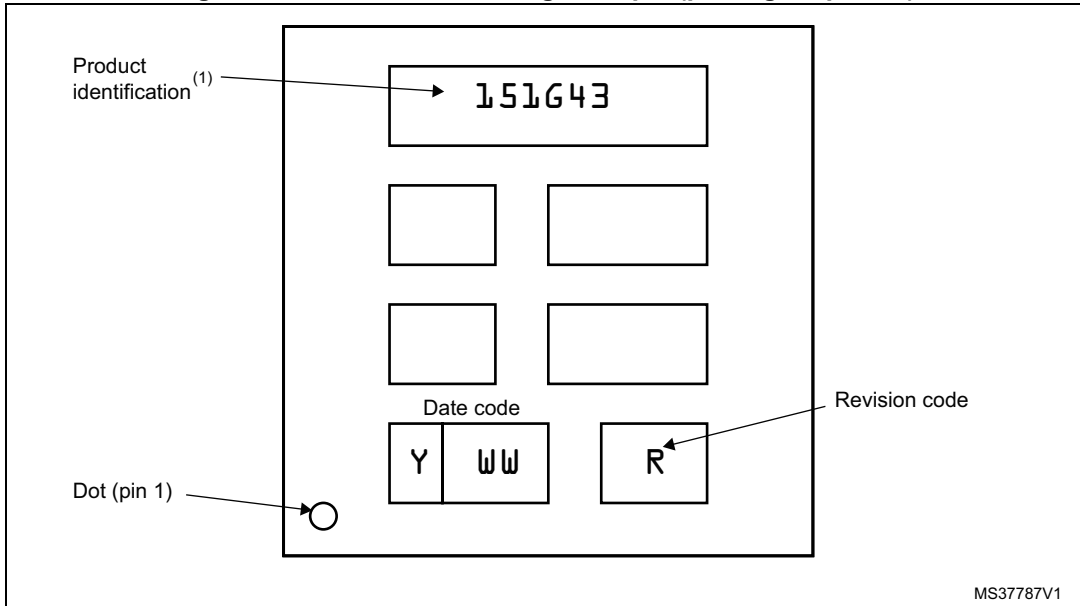 Product
identification(1)
151G43
Date code
Y WW R
Revision code
Dot (pin 1)
MS37787V1